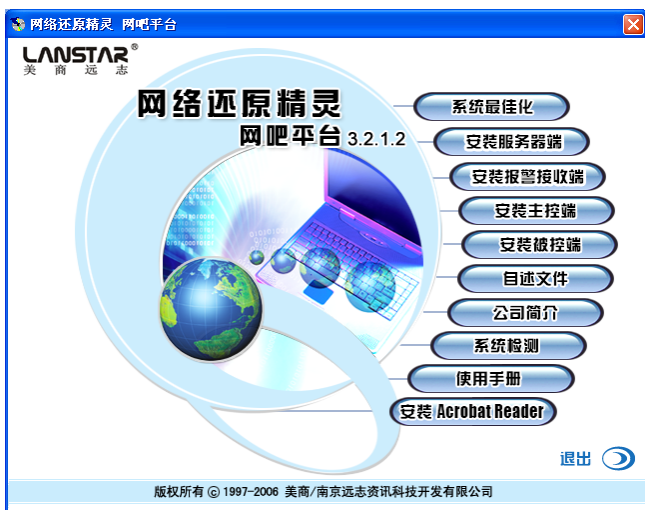 网络还原精灵 网吧平台
LANSTAR®
美商远志
网络还原精灵
网吧平台 3.2.1.2
系统最佳化
安装服务器端
安装报警接收端
安装主控端
安装被控端
自述文件
公司简介
系统检测
使用手册
安装 Acrobat Reader
退出
版权所有 © 1997-2006 美商/南京远志资讯科技开发有限公司